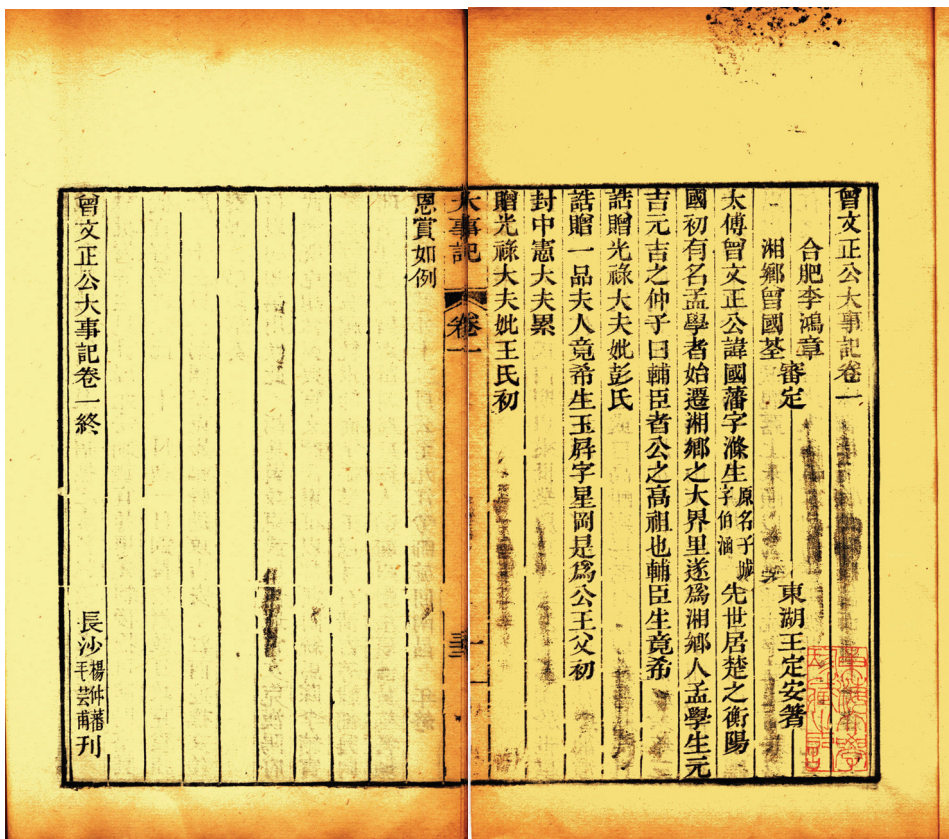 曾文正公大事記卷一
合肥李鴻章
湘鄉曾國荃
審定
東湖王定安著
太傅曾文正公諱國藩字滌生原名子城字伯涵先世居楚之衡陽
國初有名孟學者始遷湘鄉之大界里遂爲湘鄉人孟學生元
吉元吉之仲子曰輔臣者公之高祖也輔臣生竟希
誥贈光祿大夫妣彭氏
誥贈一品夫人竟希生玉屛字星岡是爲公王父初
封中憲大夫累
贈光祿大夫妣王氏初
大事記
卷一
一
恩賞如例
曾文正公大事記卷一終
長沙楊仲藩王芸甫刊